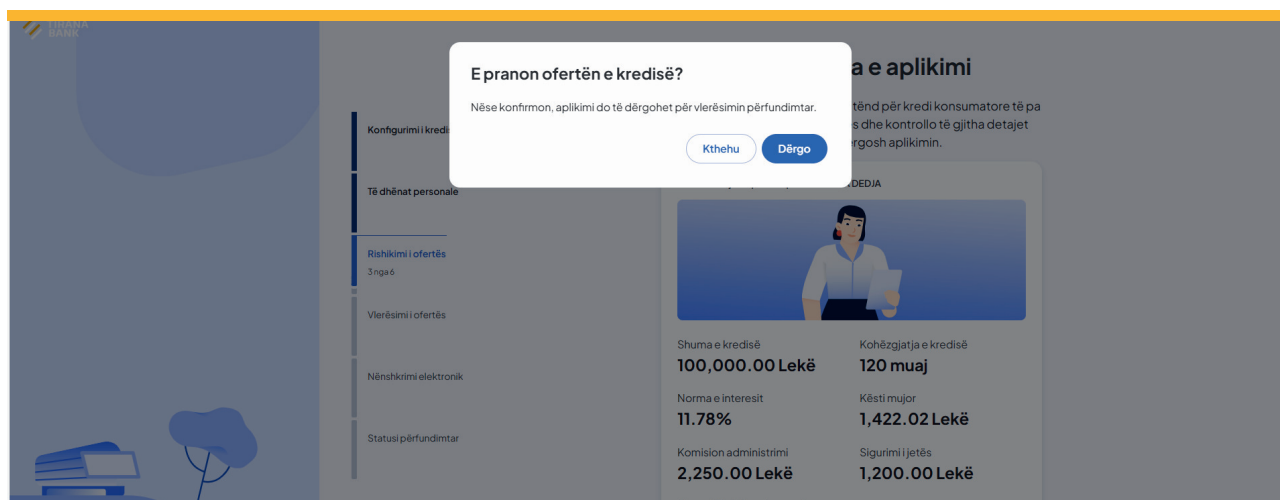 TIRANA
BANK
E pranon ofertën e kredisë?
Nëse konfirmon, aplikimi do të dërgohet për vlerësimin përfundimtar.
Kthehu
Dërgo
a e aplikimi
tënd për kredi konsumatore të pa
s dhe kontrollo të gjitha detajet
rgosh aplikimin.
Konfigurimi i kredis
Të dhënat personale
Rishikimi i ofertës
3 nga 6
Vlerësimi i ofertës
Nënshkrimi elektronik
Statusi përfundimtar
DEDJA
Shuma e kredisë
100,000.00 Lekë
Kohëzgjatja e kredisë
120 muaj
Norma e interesit
11.78%
Kësti mujor
1,422.02 Lekë
Komision administrimi
2,250.00 Lekë
Sigurimi i jetës
1,200.00 Lekë